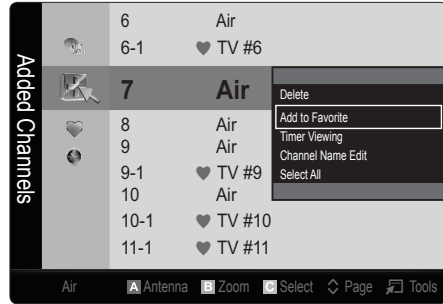 Added Channels
6 Air
6-1 ♥ TV #6
7 Air
8 Air
9 Air
9-1 ♥ TV #9
10 Air
10-1 ♥ TV #10
11-1 ♥ TV #11
Delete
Add to Favorite
Timer Viewing
Channel Name Edit
Select All
Air A Antenna B Zoom C Select Page Tools